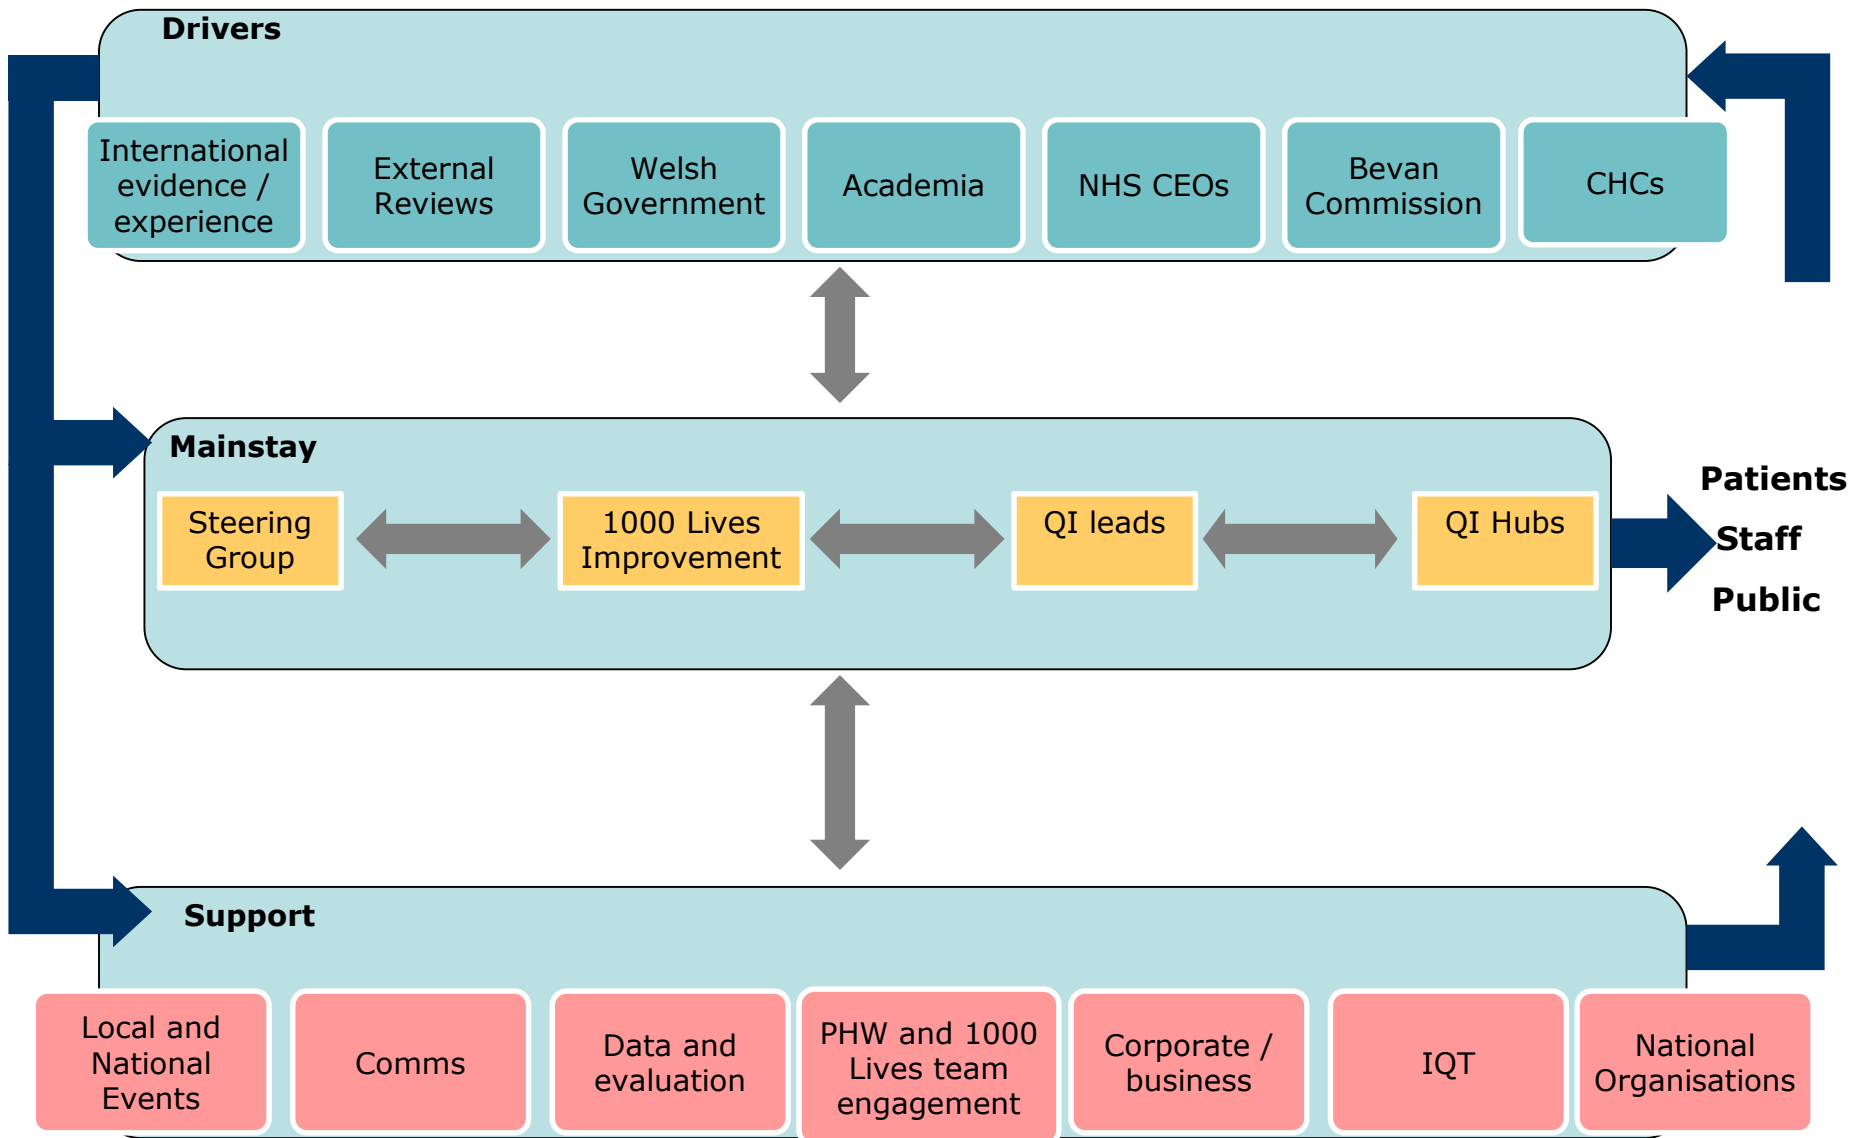 Drivers
International
evidence /
experience
External
Reviews
Welsh
Government
Academia
NHS CEOs
Bevan
Commission
CHCs
Mainstay
Steering
Group
1000 Lives
Improvement
QI leads
QI Hubs
Patients
Staff
Public
Support
Local and
National
Events
Comms
Data and
evaluation
PHW and 1000
Lives team
engagement
Corporate /
business
IQT
National
Organisations